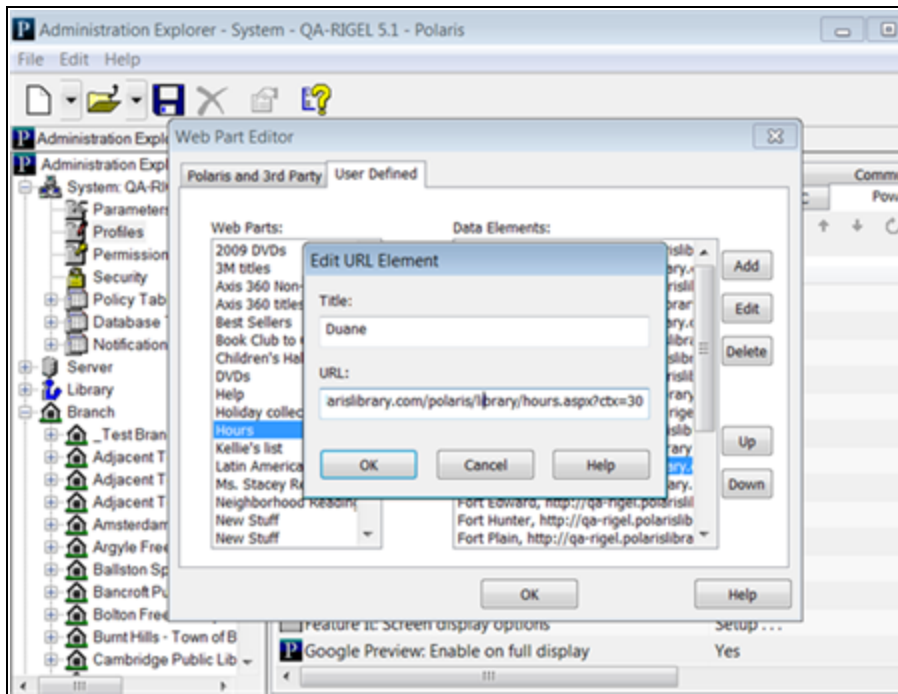 Administration Explorer - System - QA-RIGEL 5.1 - Polaris
File Edit Help
Administration Explo
Web Part Editor
Administration Expl
Polaris and 3rd Party
User Defined
Comm
System: QA-RI
Pow
Parameters
Profiles
Permission
Security
Policy Tab
Database
Notification
Server
Library
Branch
_Test Bran
Adjacent T
Adjacent T
Adjacent T
Amsterdam
Argyle Free
Ballston Sp
Bancroft Pu
Bolton Free
Burnt Hills - Town of B
Cambridge Public Lib
Web Parts:
2009 DVDs
3M titles
Axis 360 Non-
Axis 360 titles
Best Sellers
Book Club to
Children's Hal
DVDs
Help
Holiday collec
Hours
Kellie's list
Latin America
Ms. Stacey Re
Neighborhood Reading
New Stuff
New Stuff
Data Elements:
Fort Edward, http://qa-rigel.polarislib
Fort Hunter, http://qa-rigel.polarislib
Fort Plain, http://qa-rigel.polarislibra
Add
Edit
Delete
Up
Down
Edit URL Element
Title:
Duane
URL:
arislibrary.com/polaris/library/hours.aspx?ctx=30
OK
Cancel
Help
OK
Help
Feature It: Screen display options
Setup ...
Google Preview: Enable on full display
Yes